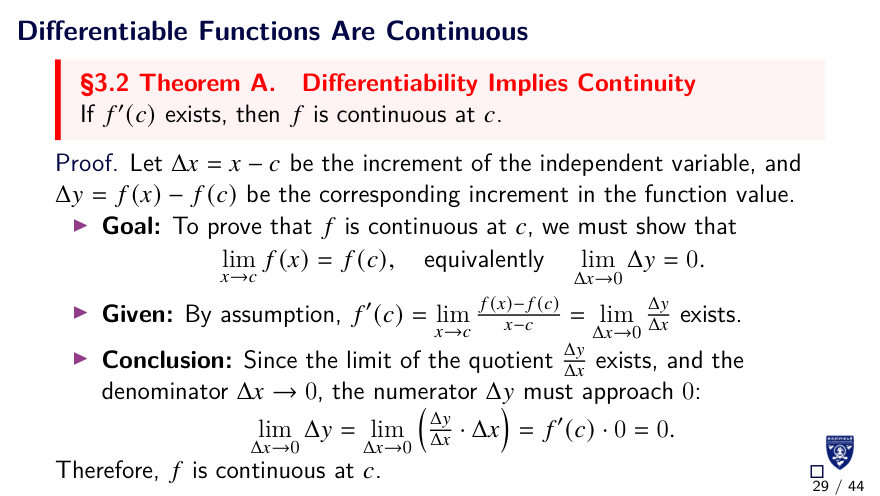 Differentiable Functions Are Continuous
§3.2 Theorem A. Differentiability Implies Continuity
If f′(c) exists, then f is continuous at c.
Proof. Let Δx = x − c be the increment of the independent variable, and
Δy = f(x) − f(c) be the corresponding increment in the function value.
▶ Goal: To prove that f is continuous at c, we must show that
lim_{x→c} f(x) = f(c), equivalently lim_{Δx→0} Δy = 0.
▶ Given: By assumption, f′(c) = lim_{x→c} \frac{f(x)−f(c)}{x−c} = lim_{Δx→0} \frac{Δy}{Δx} exists.
▶ Conclusion: Since the limit of the quotient \frac{Δy}{Δx} exists, and the
denominator Δx → 0, the numerator Δy must approach 0:
lim_{Δx→0} Δy = lim_{Δx→0} (\frac{Δy}{Δx} · Δx) = f′(c) · 0 = 0.
Therefore, f is continuous at c. □
29 / 44